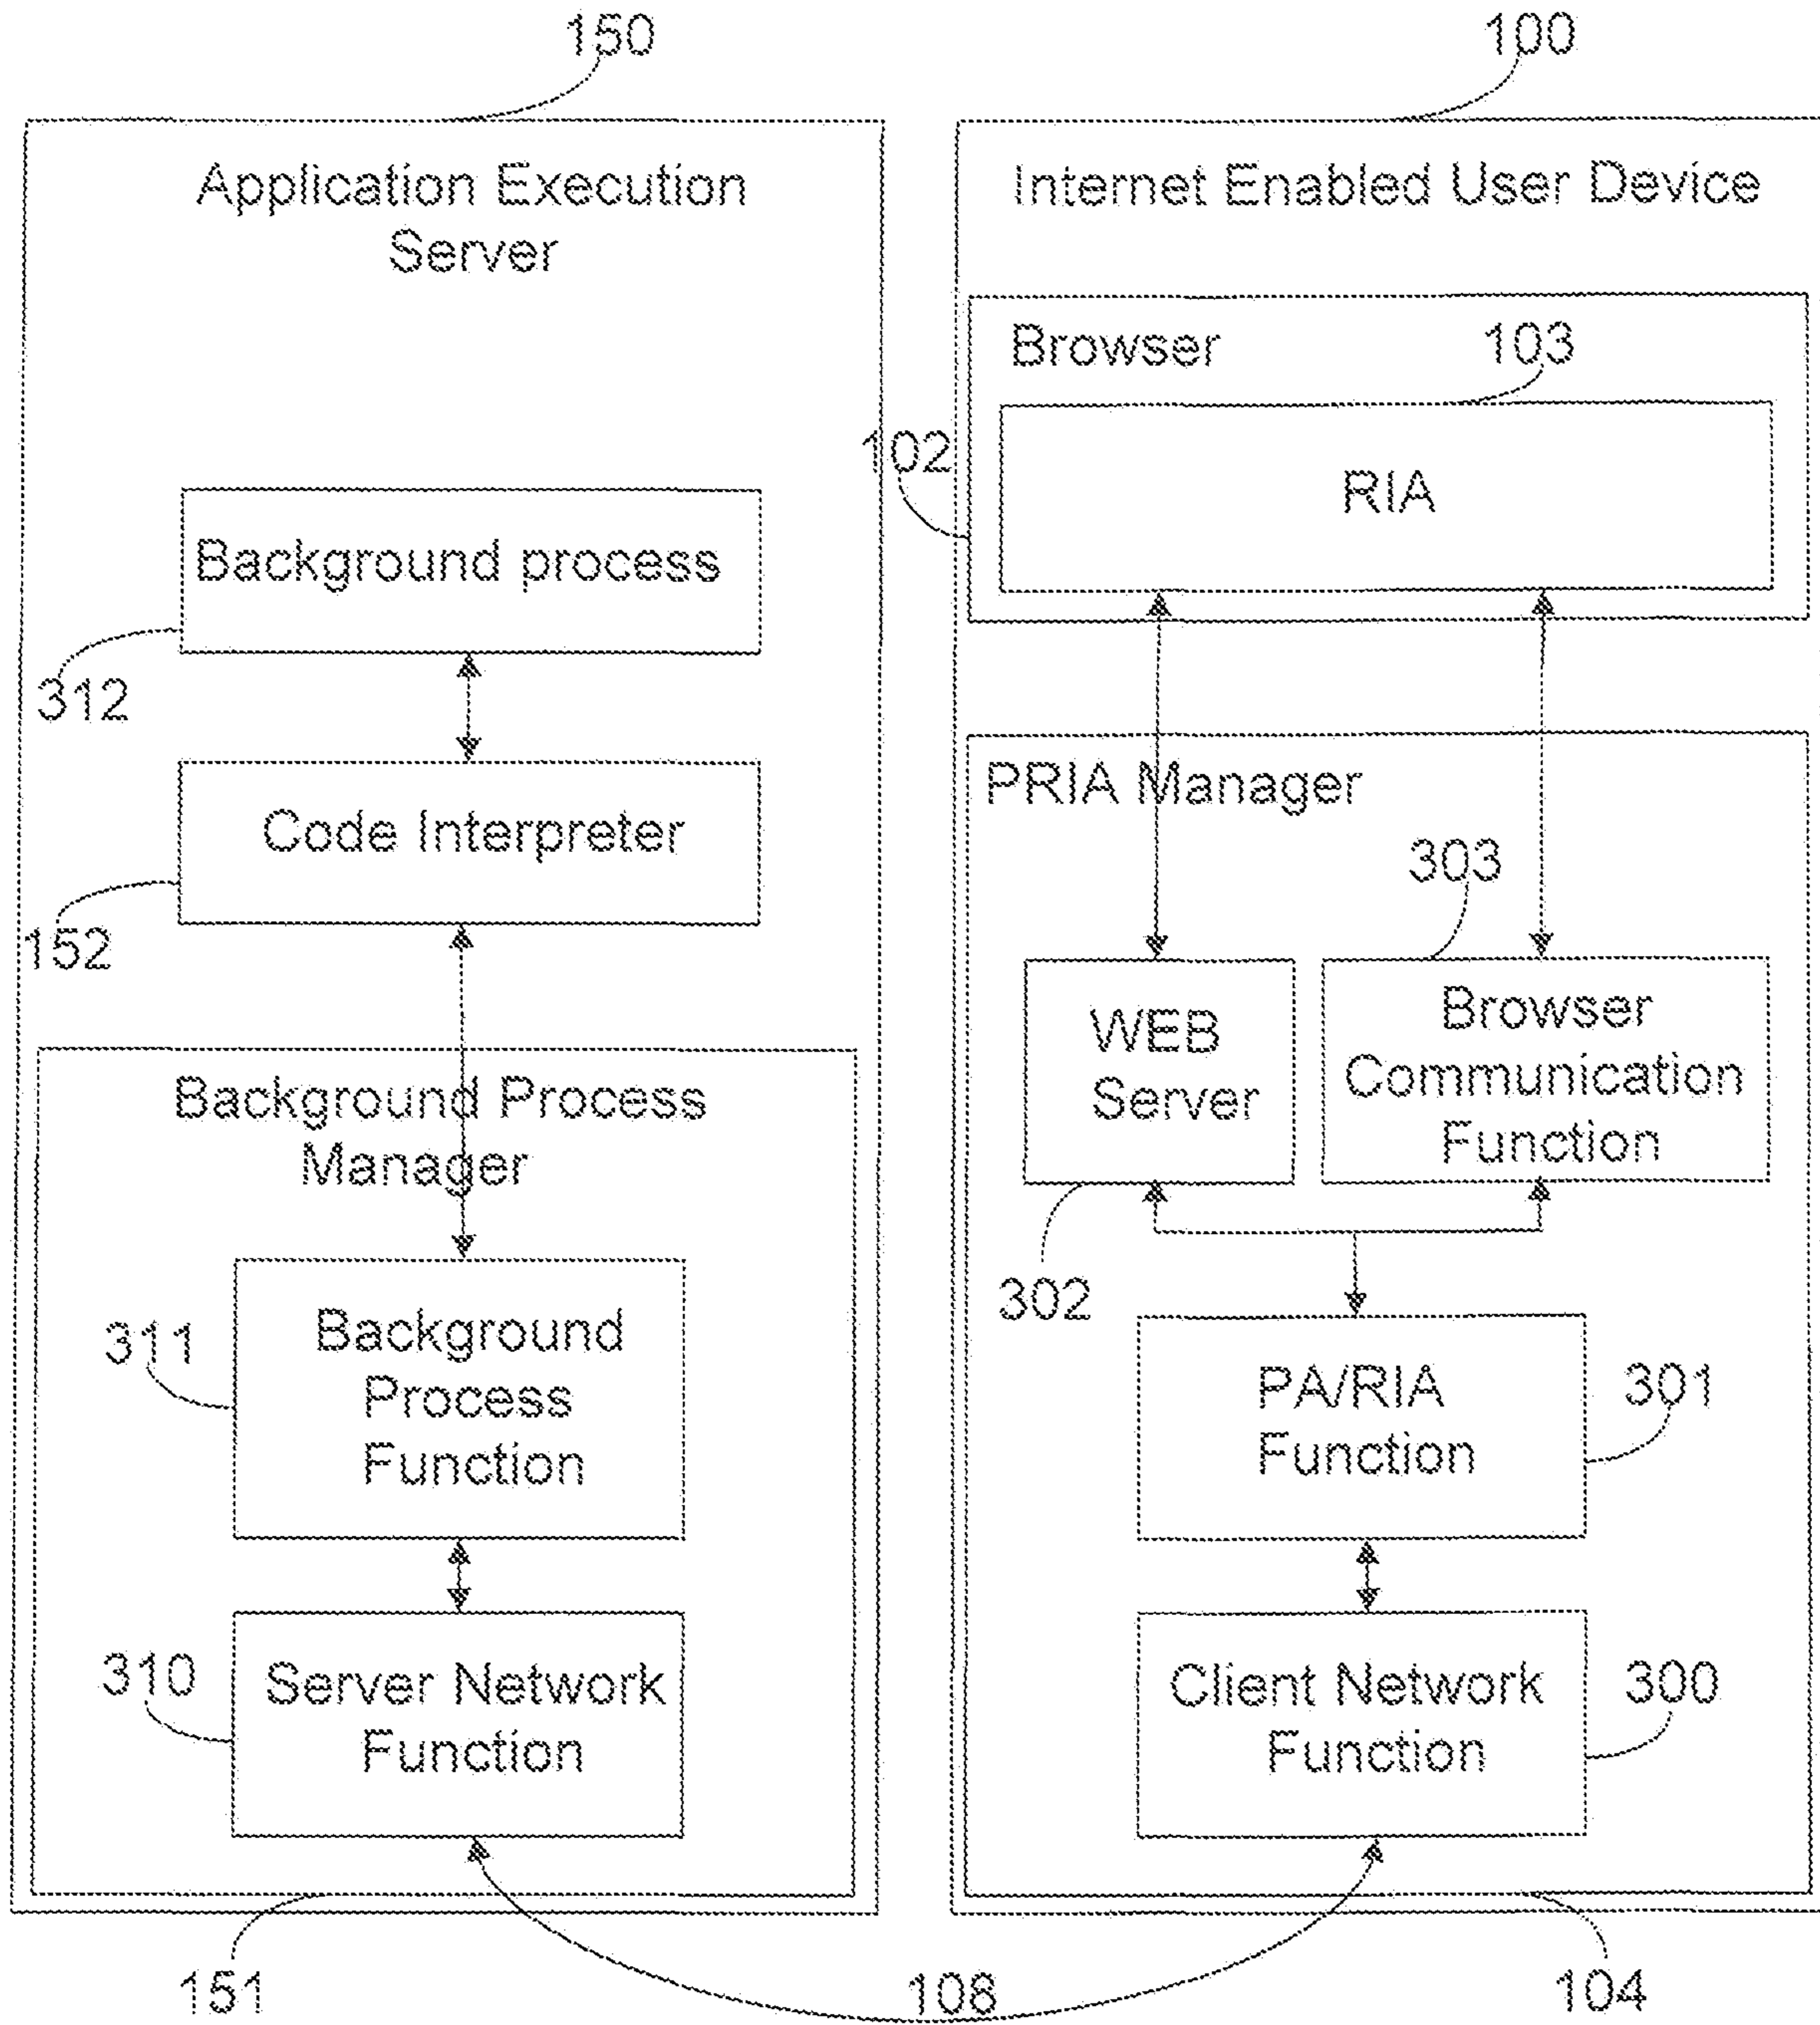 150
100
Application Execution
Server
Internet Enabled User Device
Browser
103
RIA
102
Background process
312
Code Interpreter
152
PRIA Manager
303
WEB
Server
Browser
Communication
Function
302
Background Process
Manager
311
Background
Process
Function
PA/RIA
Function
301
310
Server Network
Function
Client Network
Function
300
151
108
104